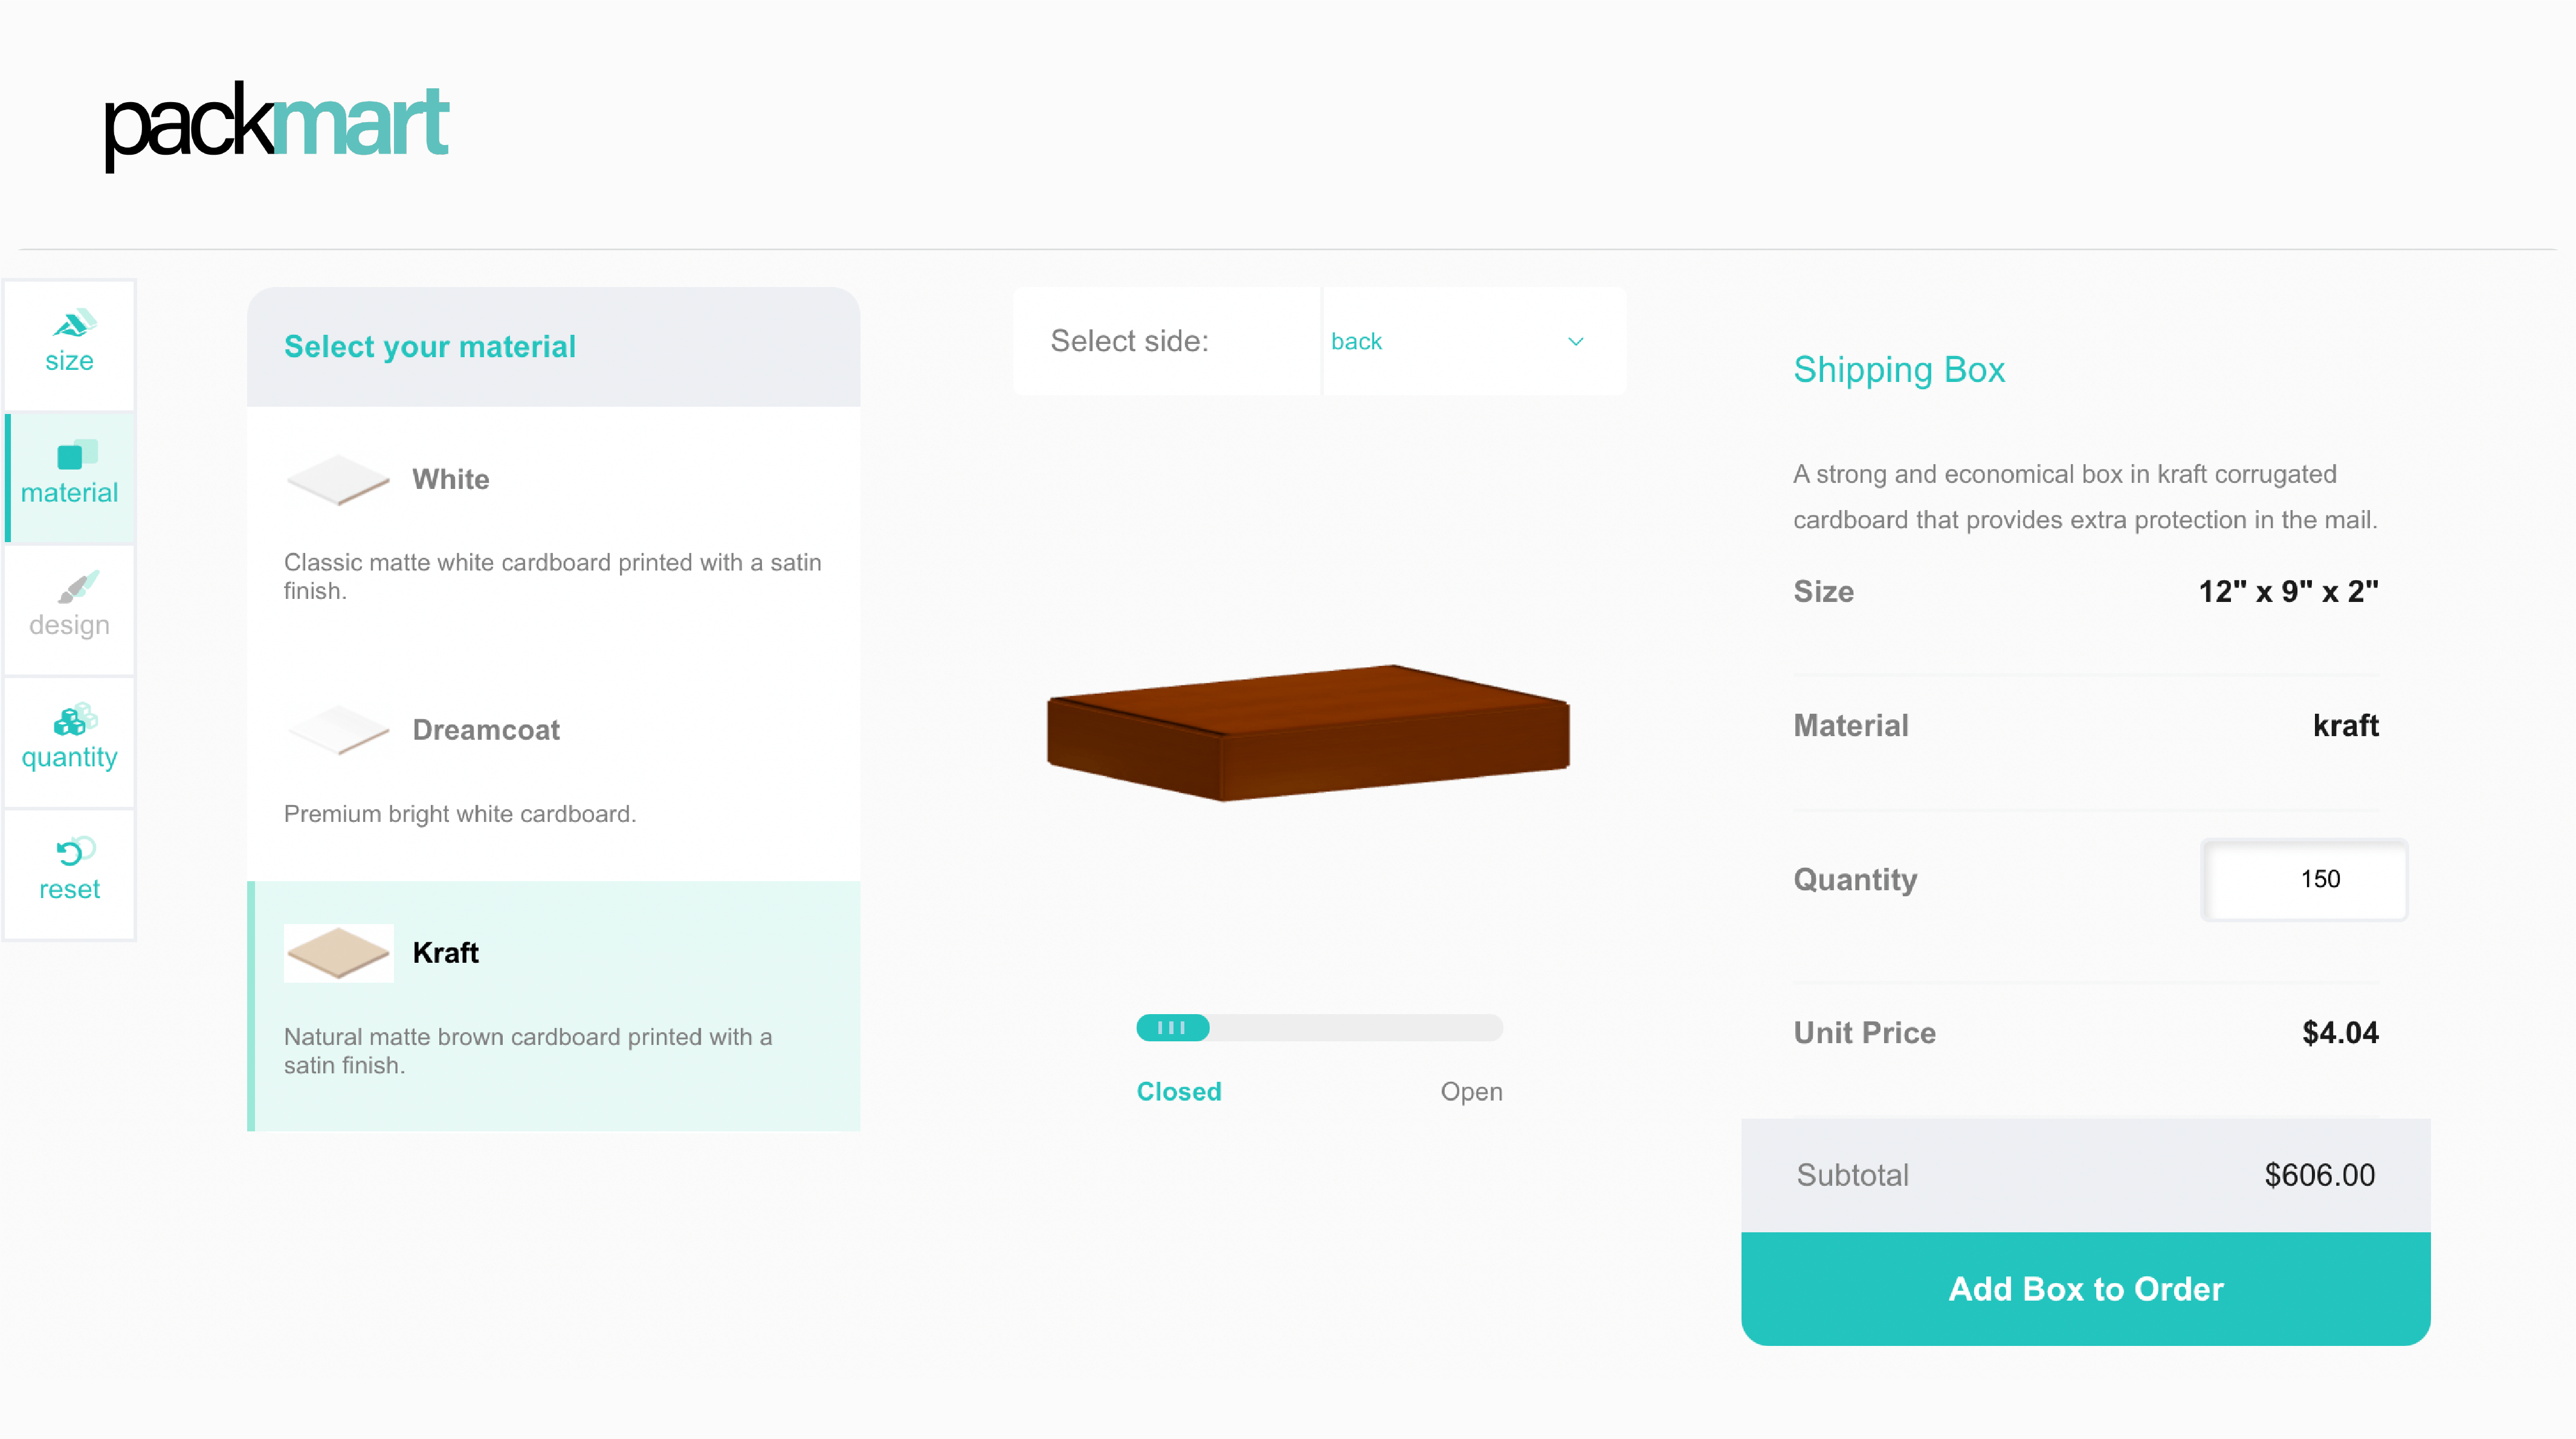 packmart
size
material
design
quantity
reset
Select your material
White
Classic matte white cardboard printed with a satin
finish.
Dreamcoat
Premium bright white cardboard.
Kraft
Natural matte brown cardboard printed with a
satin finish.
Select side: back
Closed Open
Shipping Box
A strong and economical box in kraft corrugated
cardboard that provides extra protection in the mail.
Size 12" x 9" x 2"
Material kraft
Quantity 150
Unit Price $4.04
Subtotal $606.00
Add Box to Order